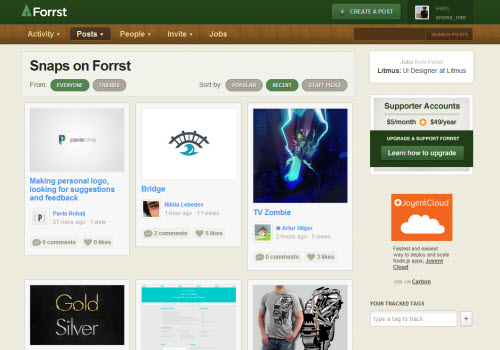 Forrst
CREATE A POST
Hello,
ariona_rian
Activity
Posts
People
Invite
Jobs
SEARCH POSTS
Snaps on Forrst
From:
EVERYONE
FRIENDS
Sort by:
POPULAR
RECENT
STAFF PICKS
pavlerohalj
Making personal logo,
looking for suggestions
and feedback
Pavle Rohalj
27 mins ago · 1 view
0 comments
0 likes
Bridge
Nikita Lebedev
1 hour ago · 11 views
2 comments
5 likes
TV Zombie
Artur Hilger
2 hours ago · 5 views
0 comments
3 likes
Gold
Silver
Jobs from Forrst
Litmus: UI Designer at Litmus
Supporter Accounts
$5/month
$49/year
UPGRADE & SUPPORT FORRST
Learn how to upgrade
JoyentCloud
Fastest and easiest
way to deploy and scale
Node.js apps, Joyent
Cloud
ads via Carbon
YOUR TRACKED TAGS
type a tag to track
+